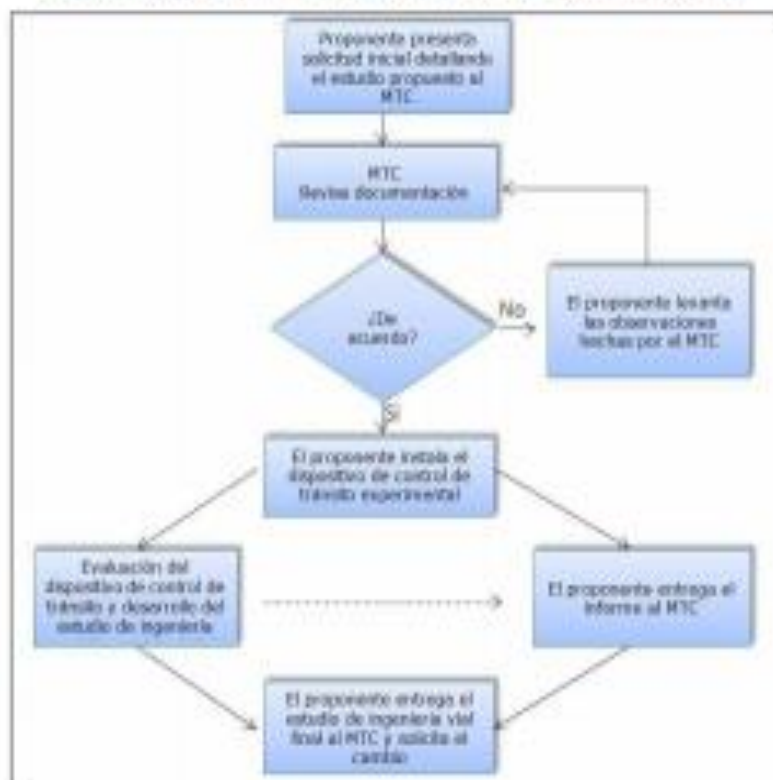 Proponente presenta
solicitud inicial detallando
el estudio propuesto al
MTC
MTC
Revisa documentación
¿De
acuerdo?
No
El proponente levanta
las observaciones
hechas por el MTC
Si
El proponente instala el
dispositivo de control de
tránsito experimental
Evaluación del
dispositivo de control de
tránsito y desarrollo del
estudio de ingeniería
El proponente entrega el
informe al MTC
El proponente entrega el
estudio de ingeniería vial
final al MTC y solicita el
cambio